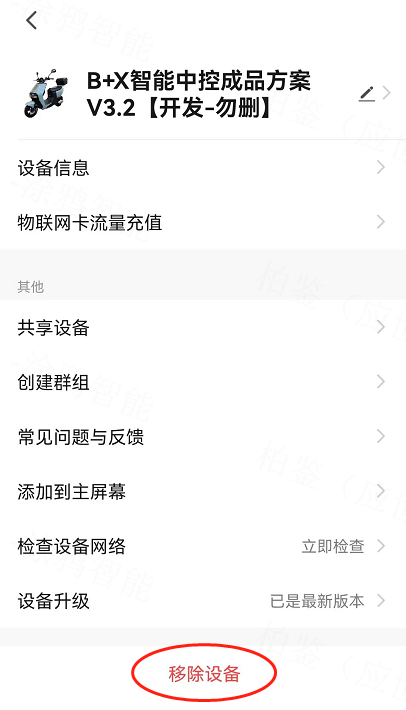 B+X智能中控成品方案
V3.2【开发-勿删】
设备信息
物联网卡流量充值
其他
共享设备
创建群组
常见问题与反馈
添加到主屏幕
检查设备网络 立即检查
设备升级 已是最新版本
移除设备